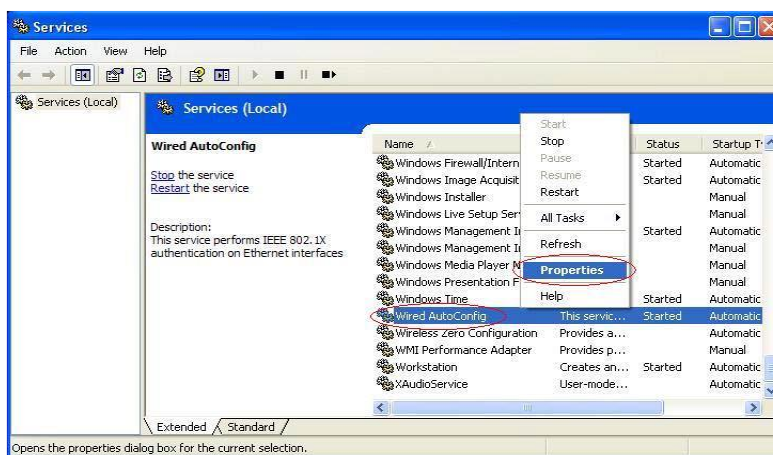 Services
File Action View Help
Services (Local)
Services (Local)
Wired AutoConfig
Stop the service
Restart the service
Description:
This service performs IEEE 802.1X
authentication on Ethernet interfaces
Name Status Startup T
Windows Firewall/Intern Started Automatic
Windows Image Acquisit Started Automatic
Windows Installer Manual
Windows Live Setup Ser Manual
Windows Management I Started Automatic
Windows Management I Manual
Windows Media Player N Manual
Windows Presentation F Manual
Windows Time Started Automatic
Wired AutoConfig This servic... Started Automatic
Wireless Zero Configuration Provides a... Automatic
WMI Performance Adapter Provides p... Manual
Workstation Creates an... Started Automatic
XAudioService User-mode... Automatic
Start
Stop
Pause
Resume
Restart
All Tasks
Refresh
Properties
Help
Extended Standard
Opens the properties dialog box for the current selection.